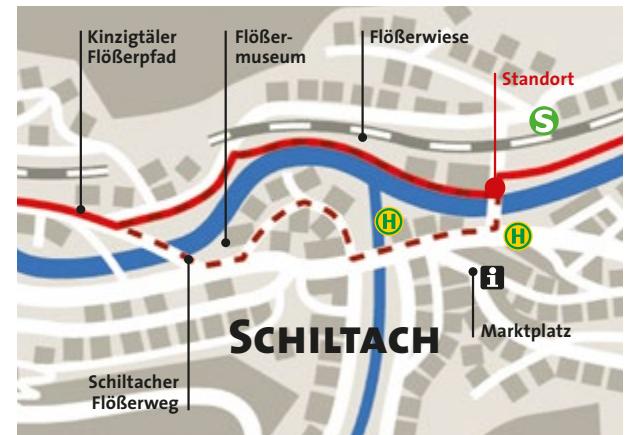 Kinzigtäler
Flößerpfad
Flößer-
museum
Flößerwiese
Standort
S
H
H
i
Marktplatz
SCHILTACH
Schiltacher
Flößerweg